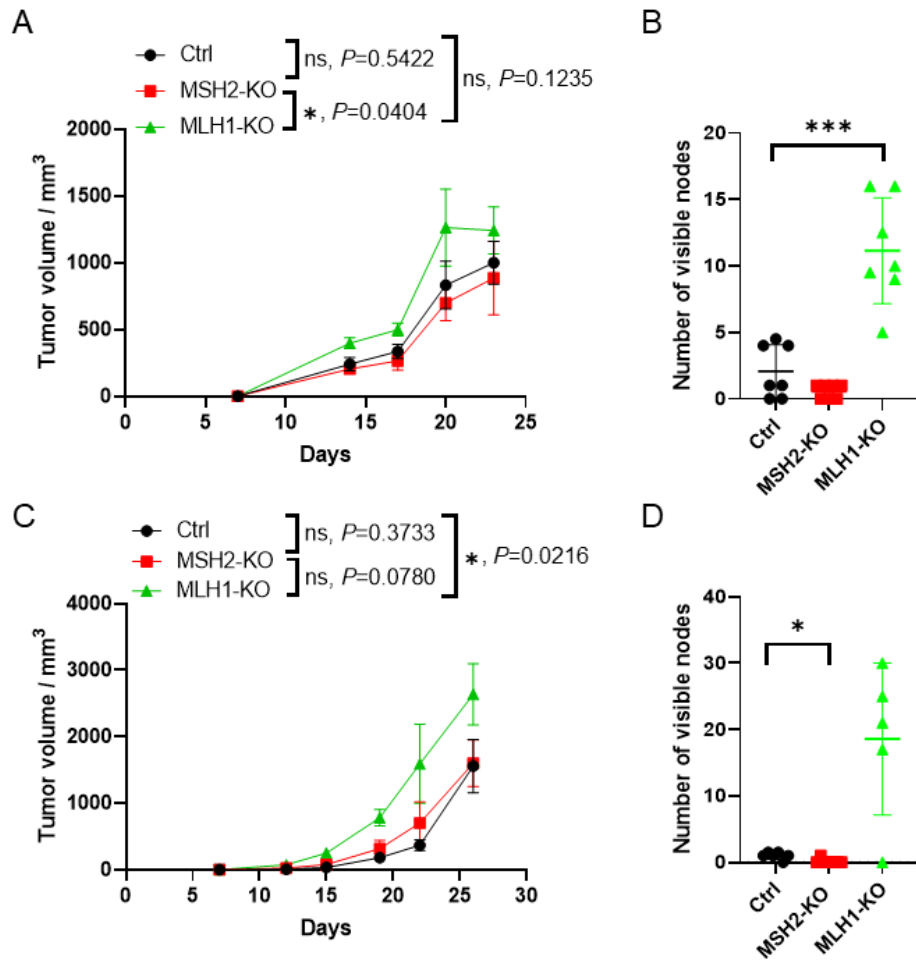 A
Ctrl
MSH2-KO
MLH1-KO
ns, P=0.5422
*, P=0.0404
ns, P=0.1235
Tumor volume / mm³
2000
1500
1000
500
0
0 5 10 15 20 25
Days
B
***
Number of visible nodes
20
15
10
5
0
Ctrl
MSH2-KO
MLH1-KO
C
Ctrl
MSH2-KO
MLH1-KO
ns, P=0.3733
ns, P=0.0780
*, P=0.0216
Tumor volume / mm³
4000
3000
2000
1000
0
0 5 10 15 20 25 30
Days
D
*
Number of visible nodes
40
30
20
10
0
Ctrl
MSH2-KO
MLH1-KO